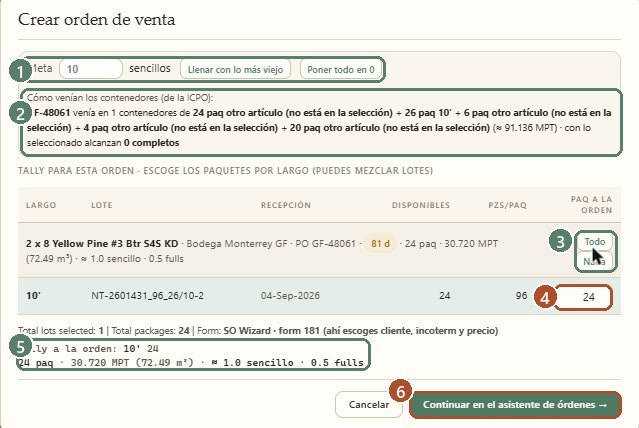 Crear orden de venta
1 Meta 10 sencillos Llenar con lo más viejo Poner todo en 0
Cómo venían los contenedores (de la ICPO):
2 F-48061 venía en 1 contenedores de 24 paq otro artículo (no está en la selección) + 26 paq 10' + 6 paq otro artículo (no está en la
selección) + 4 paq otro artículo (no está en la selección) + 20 paq otro artículo (no está en la selección) (≈ 91.136 MPT) · con lo
seleccionado alcanzan 0 completos
TALLY PARA ESTA ORDEN · ESCOGE LOS PAQUETES POR LARGO (PUEDES MEZCLAR LOTES)
LARGO LOTE RECEPCIÓN DISPONIBLES PZS/PAQ PAQ A LA ORDEN
2 x 8 Yellow Pine #3 Btr S4S KD · Bodega Monterrey GF · PO GF-48061 · 81 d · 24 paq · 30.720 MPT
(72.49 m³) · ≈ 1.0 sencillo · 0.5 fulls
3 Todo
Nada
10' NT-2601431_96_26/10-2 04-Sep-2026 24 96 4 24
Total lots selected: 1 | Total packages: 24 | Form: SO Wizard · form 181 (ahí escoges cliente, incoterm y precio)
5 Tally a la orden: 10' 24
24 paq · 30.720 MPT (72.49 m³) · ≈ 1.0 sencillo · 0.5 fulls
Cancelar 6 Continuar en el asistente de órdenes →